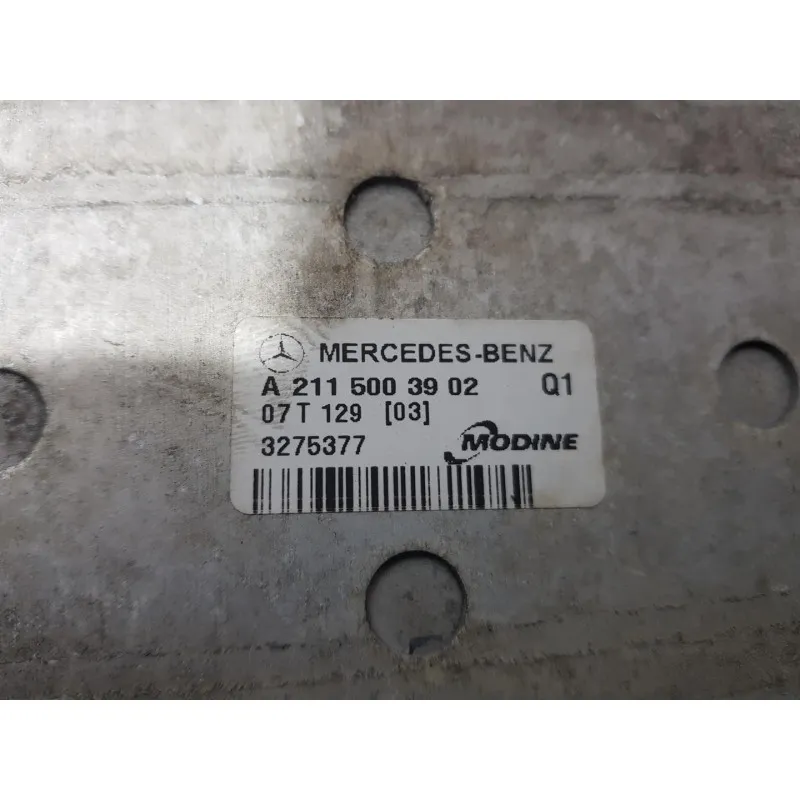 MERCEDES-BENZ
A 211 500 39 02 Q1
07 T 129 [03]
3275377 MODINE